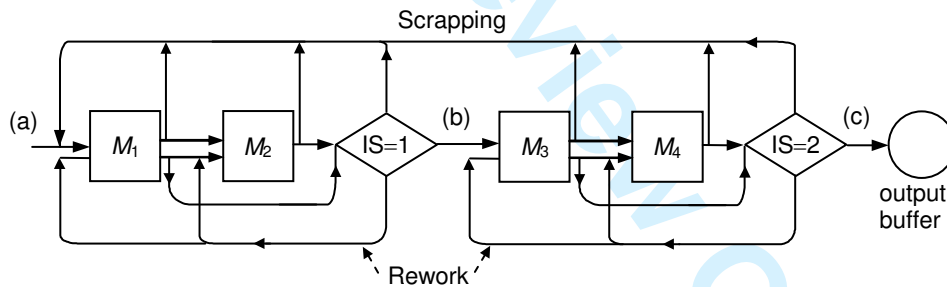 Scrapping
(a)
M1
M2
IS=1
(b)
M3
M4
IS=2
(c)
output
buffer
Rework